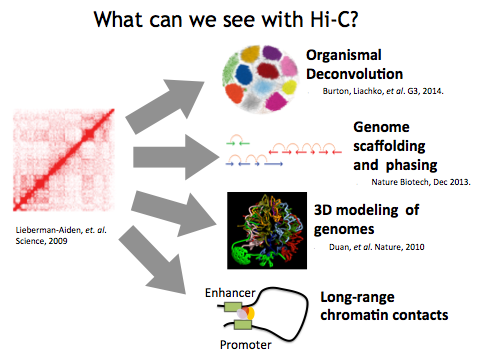 What can we see with Hi-C?
Organismal
Deconvolution
Burton, Liachko, et al. G3, 2014.
Genome
scaffolding
and phasing
Nature Biotech, Dec 2013.
Lieberman-Aiden, et. al.
Science, 2009
3D modeling of
genomes
Duan, et al. Nature, 2010
Enhancer
Long-range
chromatin contacts
Promoter